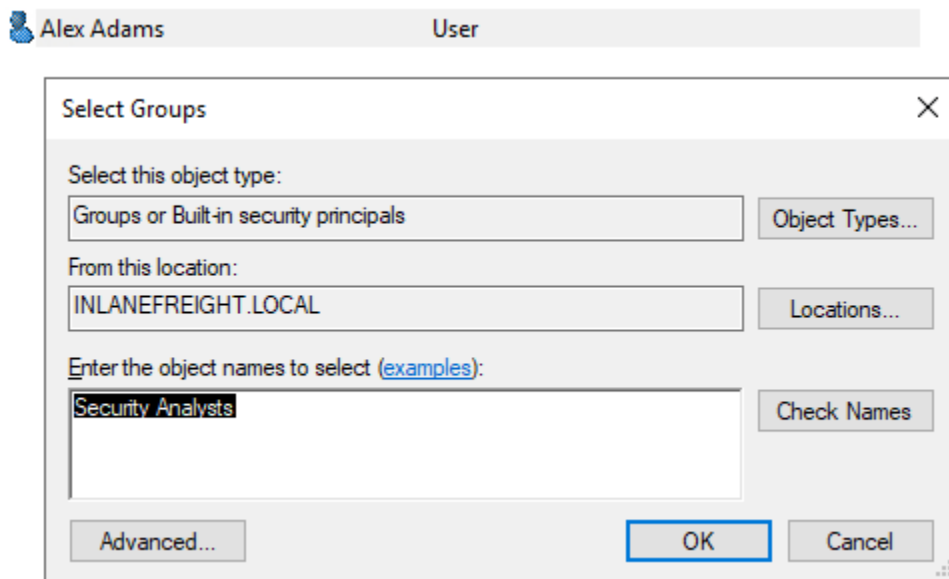 Alex Adams User
Select Groups
Select this object type:
Groups or Built-in security principals
Object Types...
From this location:
INLANEFREIGHT.LOCAL
Locations...
Enter the object names to select (examples):
Security Analysts
Check Names
Advanced...
OK
Cancel